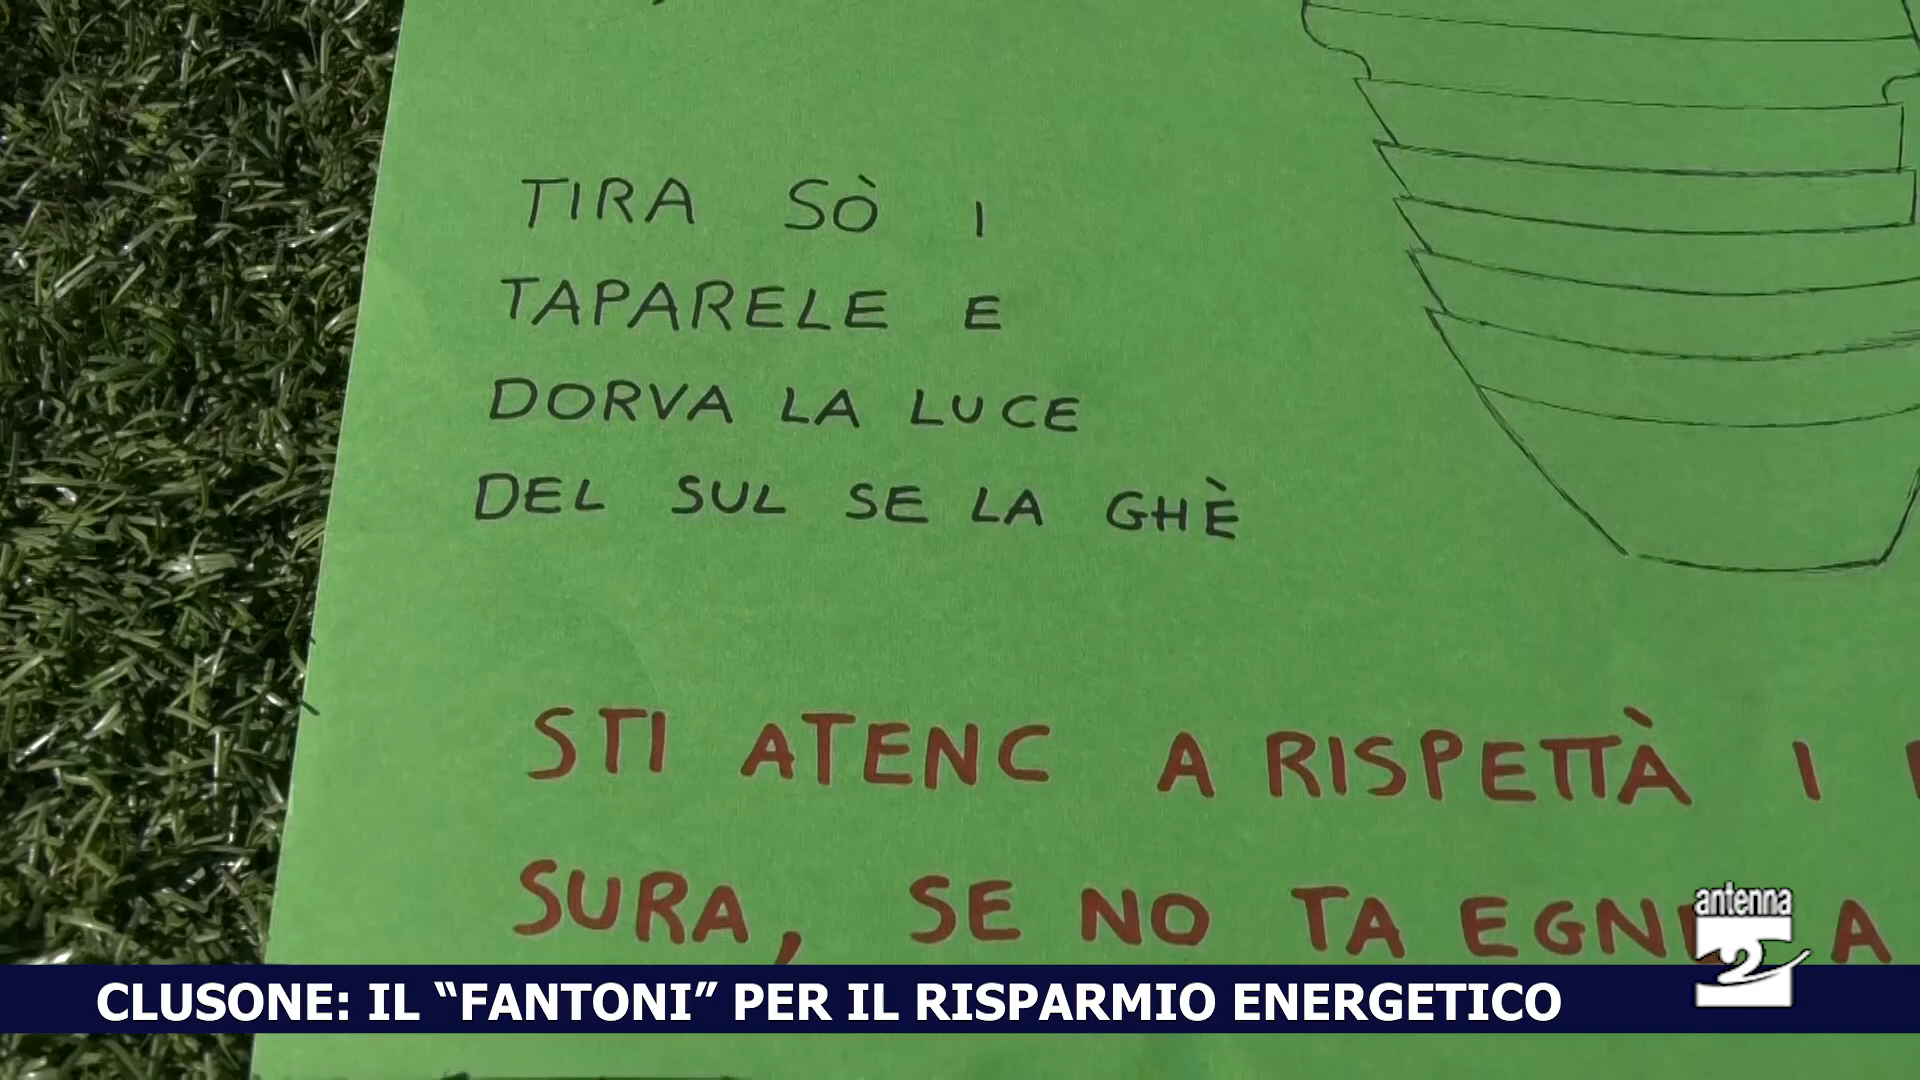 TIRA SÒ I
TAPARELE E
DORVA LA LUCE
DEL SUL SE LA GHÈ
STI ATENC A RISPETTÀ I
SURA, SE NO TA A
antenna
2
CLUSONE: IL “FANTONI” PER IL RISPARMIO ENERGETICO